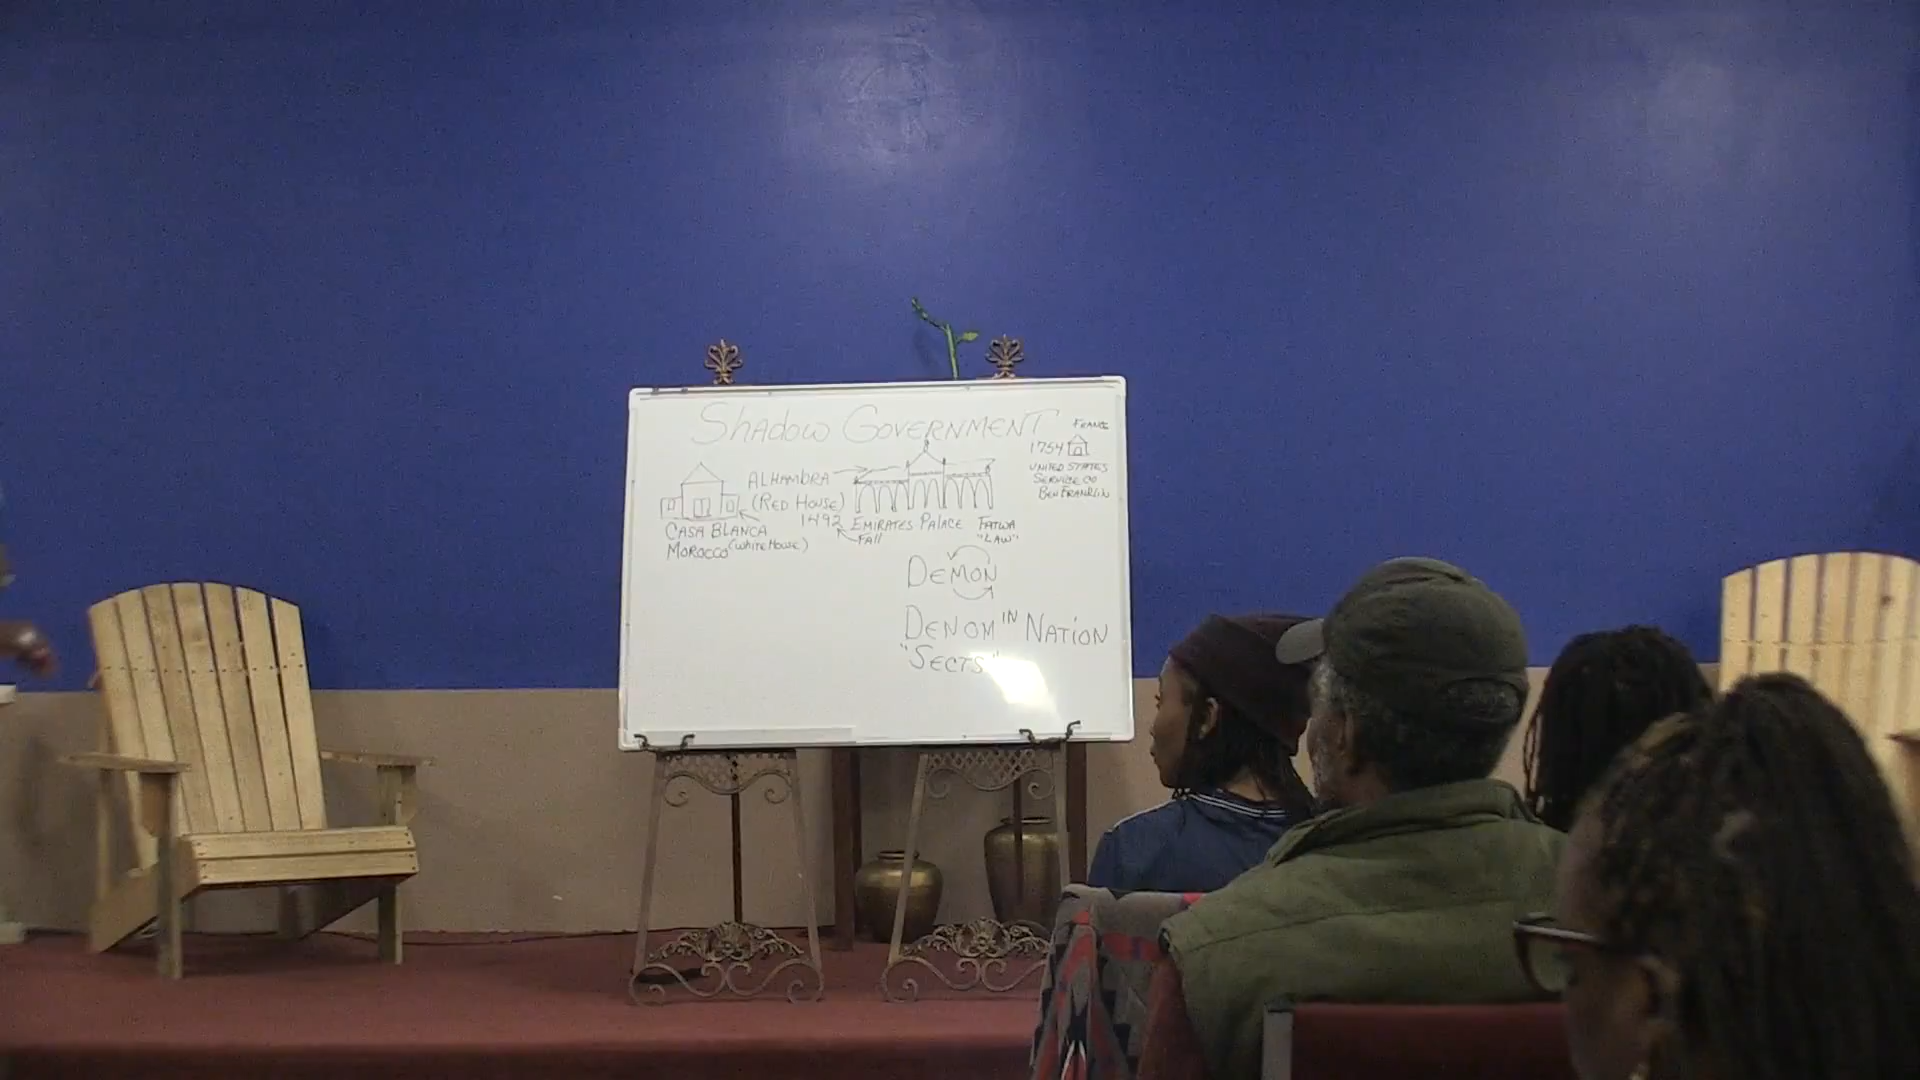 Shadow GOVERNMENT
FRANCE
1754
UNITED STATES
SERVICE CO
BEN FRANKLIN
ALHAMBRA
(RED HOUSE)
1492
FALL
CASA BLANCA
MOROCCO (WHITE HOUSE)
EMIRATES PALACE
FATWA
"LAW"
DEMON
DENOM IN NATION
"SECTS"